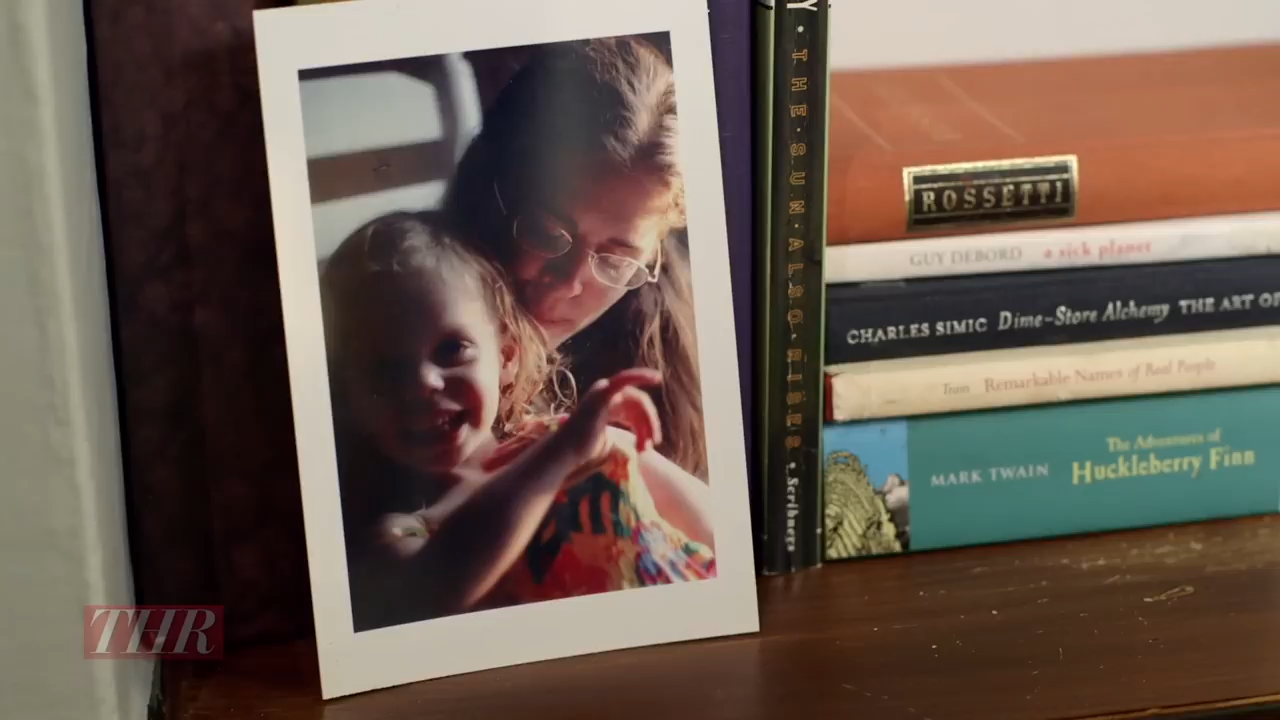 Y • THE • SUN • ALSO • RISES • Scribners
ROSSETTI
GUY DEBORD a sick planet
CHARLES SIMIC Dime-Store Alchemy THE ART OF
Train Remarkable Names of Real People
MARK TWAIN
The Adventures of
Huckleberry Finn
THR